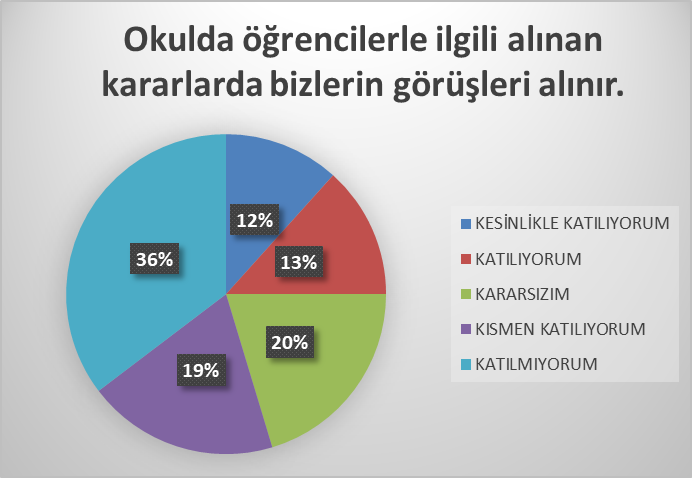 Okulda öğrencilerle ilgili alınan
kararlarda bizlerin görüşleri alınır.
12%
13%
20%
19%
36%
KESİNLİKLE KATILIYORUM
KATILIYORUM
KARARSIZIM
KISMEN KATILIYORUM
KATILMIYORUM